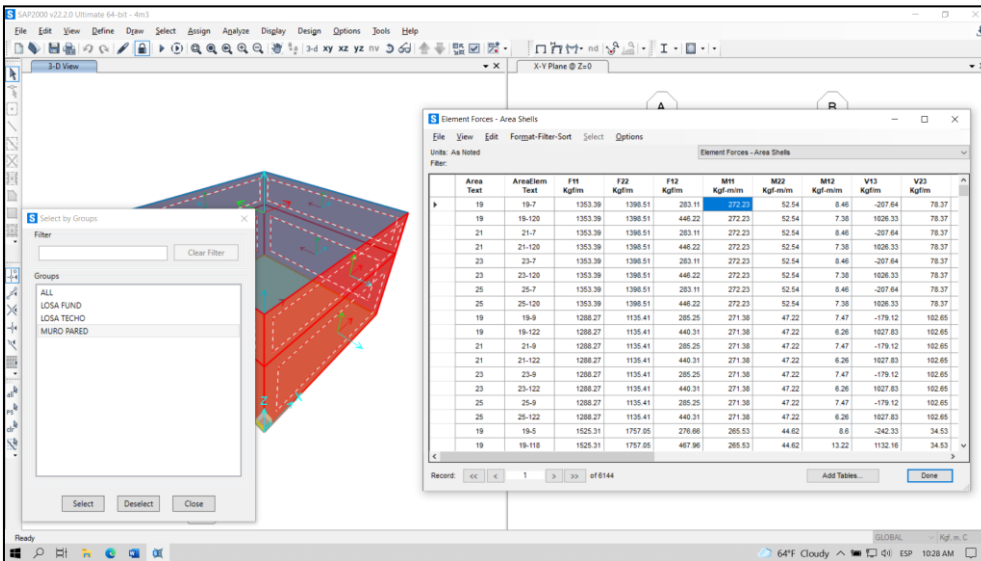 SAP2000 v22.2.0 Ultimate 64-bit - 4m3
File Edit View Define Draw Select Assign Analyze Display Design Options Tools Help
3-d xy xz yz nv nd
3-D View
X-Y Plane @ Z=0
A B
Element Forces - Area Shells
File View Edit Format-Filter-Sort Select Options
Units: As Noted Element Forces - Area Shells
Filter:
Area AreaElem F11 F22 F12 M11 M22 M12 V13 V23
Text Text Kgf/m Kgf/m Kgf/m Kgf-m/m Kgf-m/m Kgf-m/m Kgf/m Kgf/m
19 19-7 1353.39 1398.51 283.11 272.23 52.54 8.46 -207.64 78.37
19 19-120 1353.39 1398.51 446.22 272.23 52.54 7.38 1026.33 78.37
21 21-7 1353.39 1398.51 283.11 272.23 52.54 8.46 -207.64 78.37
21 21-120 1353.39 1398.51 446.22 272.23 52.54 7.38 1026.33 78.37
23 23-7 1353.39 1398.51 283.11 272.23 52.54 8.46 -207.64 78.37
23 23-120 1353.39 1398.51 446.22 272.23 52.54 7.38 1026.33 78.37
25 25-7 1353.39 1398.51 283.11 272.23 52.54 8.46 -207.64 78.37
25 25-120 1353.39 1398.51 446.22 272.23 52.54 7.38 1026.33 78.37
19 19-9 1288.27 1135.41 285.25 271.38 47.22 7.47 -179.12 102.65
19 19-122 1288.27 1135.41 440.31 271.38 47.22 6.26 1027.83 102.65
21 21-9 1288.27 1135.41 285.25 271.38 47.22 7.47 -179.12 102.65
21 21-122 1288.27 1135.41 440.31 271.38 47.22 6.26 1027.83 102.65
23 23-9 1288.27 1135.41 285.25 271.38 47.22 7.47 -179.12 102.65
23 23-122 1288.27 1135.41 440.31 271.38 47.22 6.26 1027.83 102.65
25 25-9 1288.27 1135.41 285.25 271.38 47.22 7.47 -179.12 102.65
25 25-122 1288.27 1135.41 440.31 271.38 47.22 6.26 1027.83 102.65
19 19-5 1525.31 1757.05 276.66 265.53 44.62 8.6 -242.33 34.53
19 19-118 1525.31 1757.05 467.96 265.53 44.62 13.22 1132.16 34.53
Record: << < 1 > >> of 6144 Add Tables... Done
Select by Groups
Filter
Clear Filter
Groups
ALL
LOSA FUND
LOSA TECHO
MURO PARED
Select Deselect Close
Z
all
PS
clr
Ready GLOBAL Kgf, m, C
64°F Cloudy ESP 10:28 AM